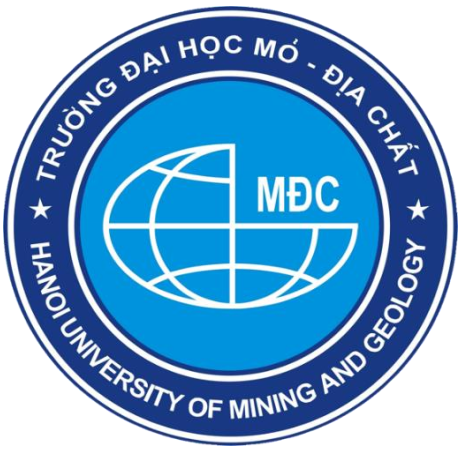 TRƯỜNG ĐẠI HỌC MỎ - ĐỊA CHẤT
MĐC
HANOI UNIVERSITY OF MINING AND GEOLOGY